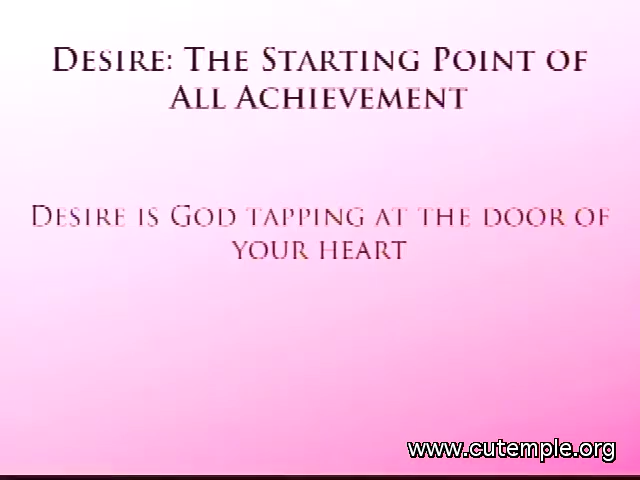 Desire: The Starting Point of
All Achievement
Desire is God tapping at the door of
your heart
www.cutemple.org